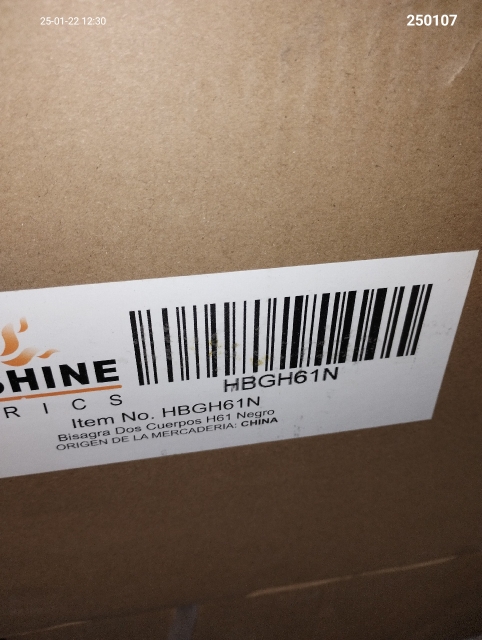 25-01-22 12:30
250107
SHINE
RICS
HBGH61N
Item No. HBGH61N
Bisagra Dos Cuerpos H61 Negro
ORIGEN DE LA MERCADERIA: CHINA